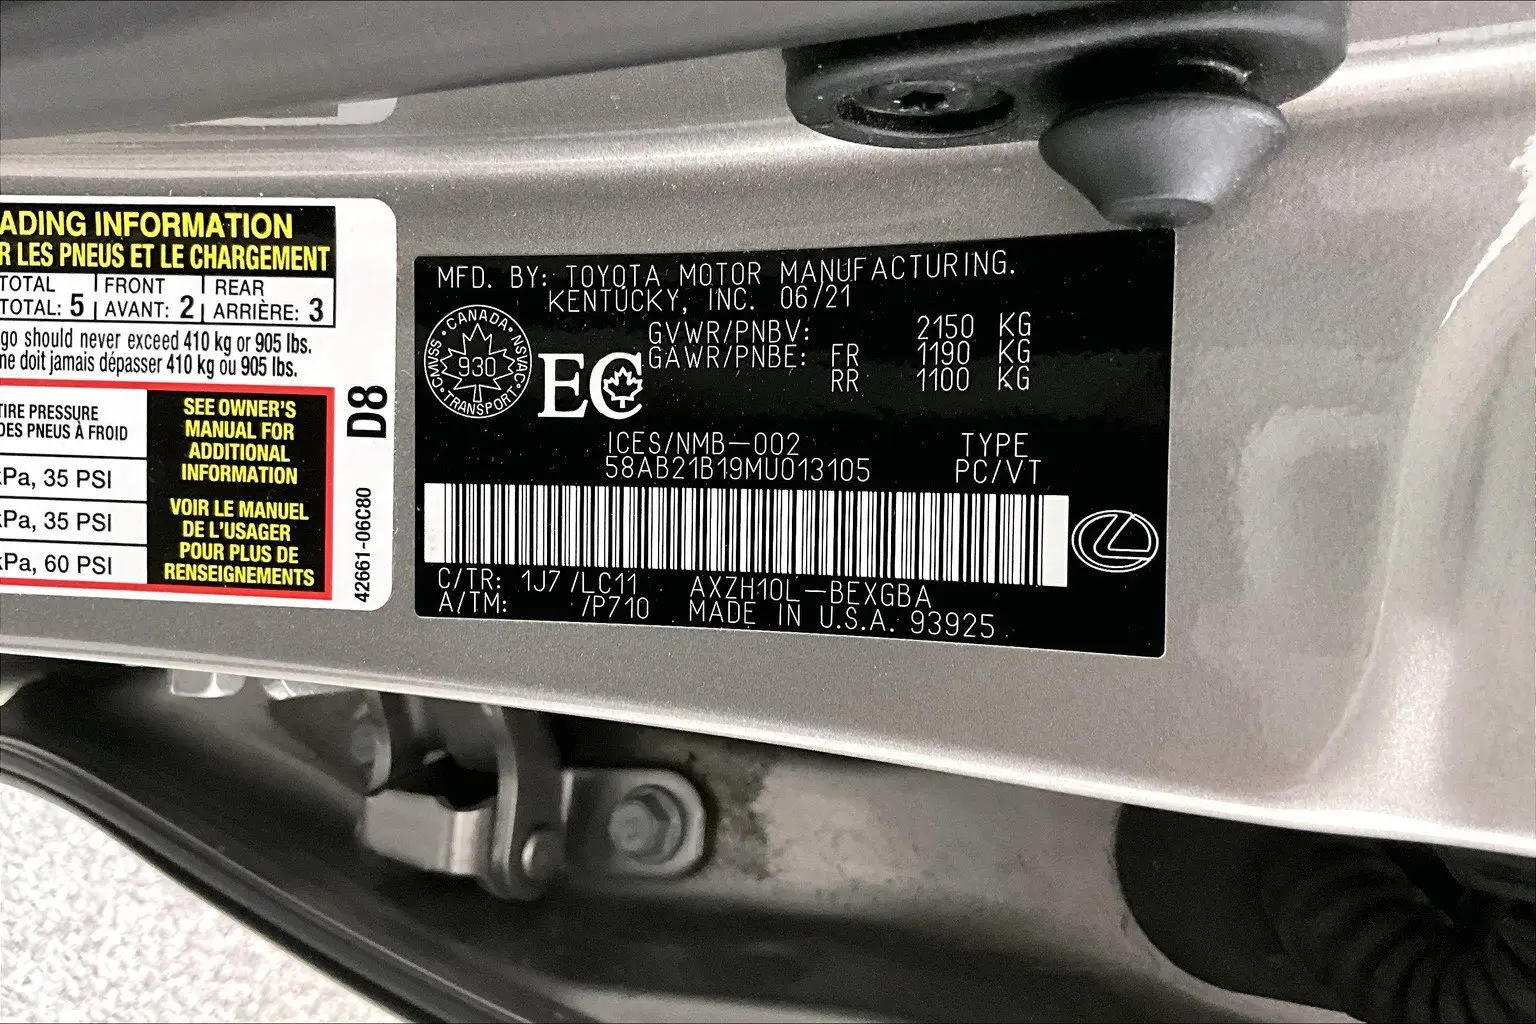 ADING INFORMATION
R LES PNEUS ET LE CHARGEMENT
TOTAL FRONT REAR
TOTAL: 5 AVANT: 2 ARRIÈRE: 3
go should never exceed 410 kg or 905 lbs.
ne doit jamais dépasser 410 kg ou 905 lbs.
TIRE PRESSURE
DES PNEUS À FROID
kPa, 35 PSI
kPa, 35 PSI
kPa, 60 PSI
SEE OWNER'S
MANUAL FOR
ADDITIONAL
INFORMATION
VOIR LE MANUEL
DE L'USAGER
POUR PLUS DE
RENSEIGNEMENTS
D8
42661-06C80
MFD. BY: TOYOTA MOTOR MANUFACTURING.
KENTUCKY, INC. 06/21
GVWR/PNBV: 2150 KG
GAWR/PNBE: FR 1190 KG
RR 1100 KG
CANADA
CMVSS 930 NSVAC
TRANSPORT
EC
ICES/NMB-002 TYPE
58AB21B19MU013105 PC/VT
C/TR: 1J7 /LC11 AXZH10L-BEXGBA
A/TM: /P710 MADE IN U.S.A. 93925